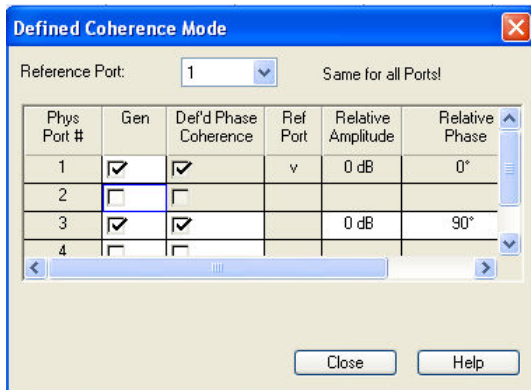 Defined Coherence Mode
Reference Port: 1 Same for all Ports!
Phys Port # Gen Def'd Phase Coherence Ref Port Relative Amplitude Relative Phase
1 v 0 dB 0°
2
3 0 dB 90°
4
Close Help